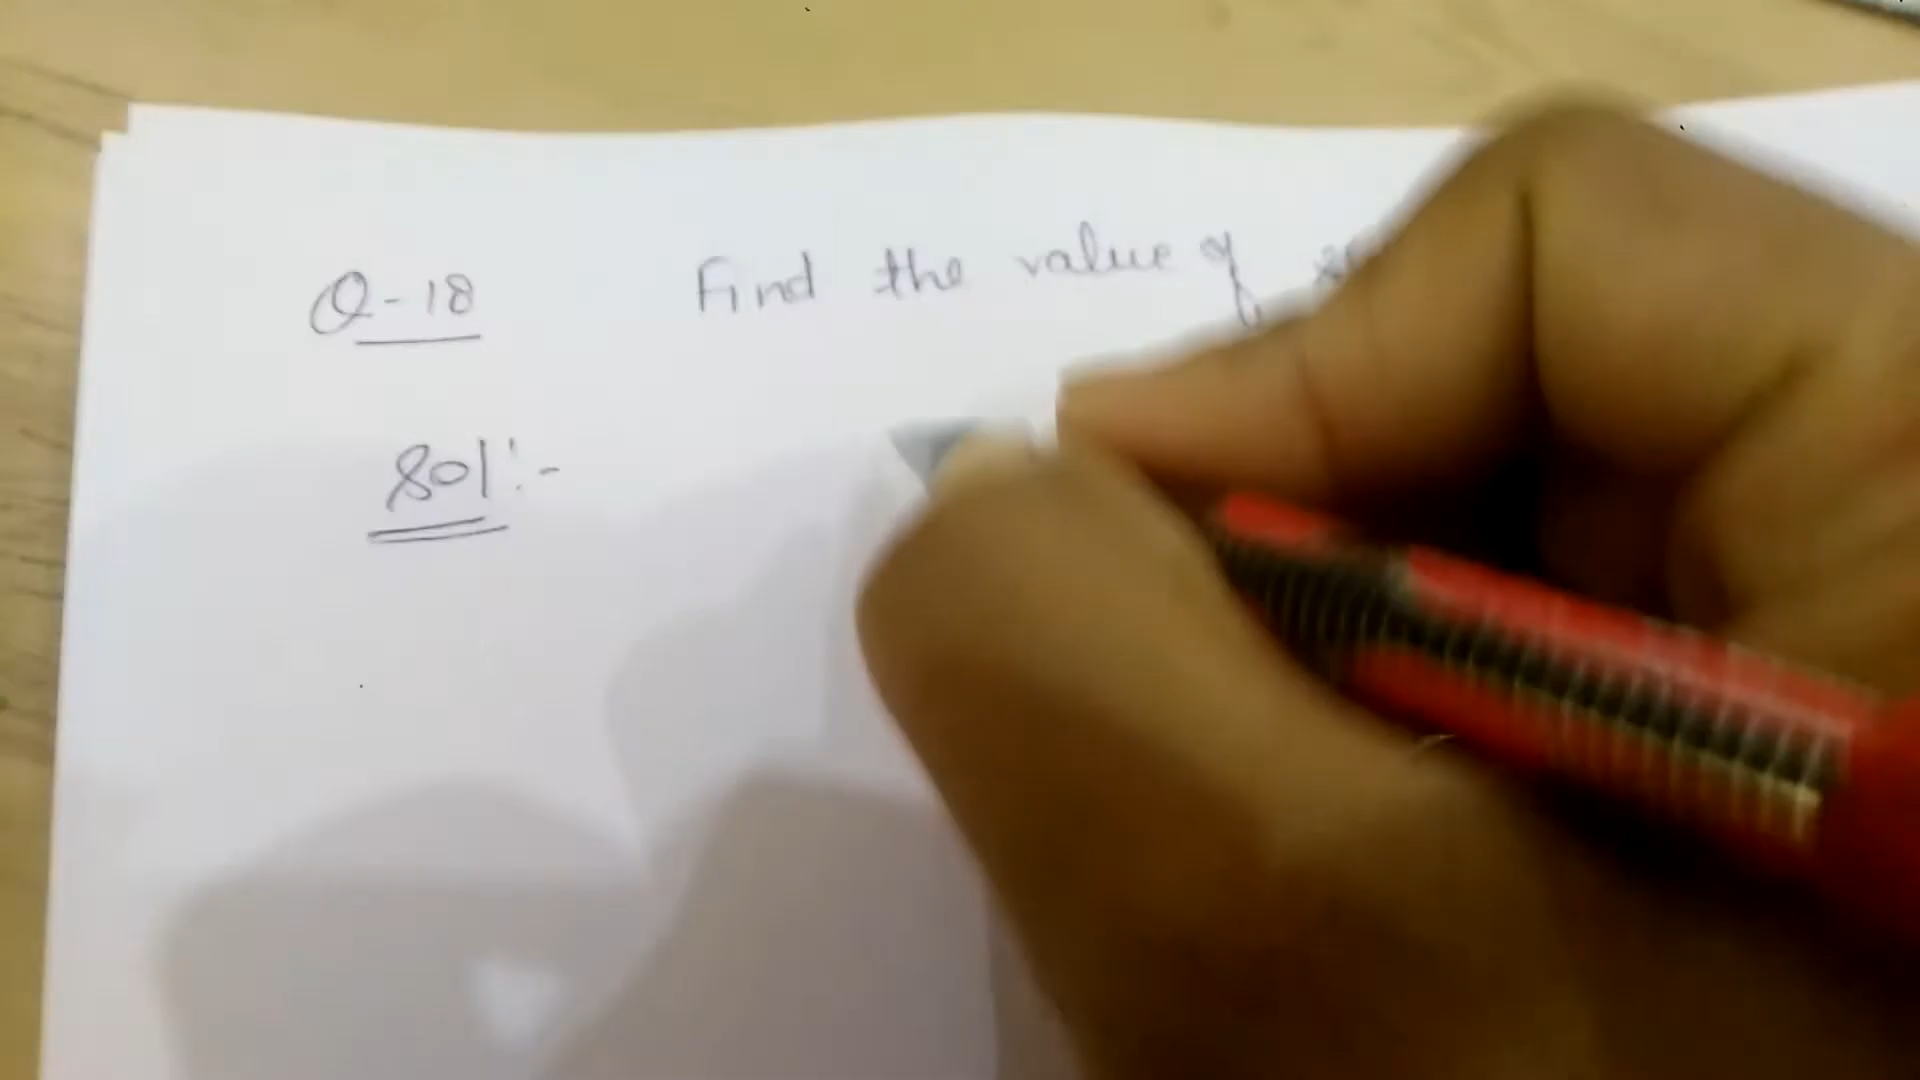 Q-18 Find the value of
Sol:-